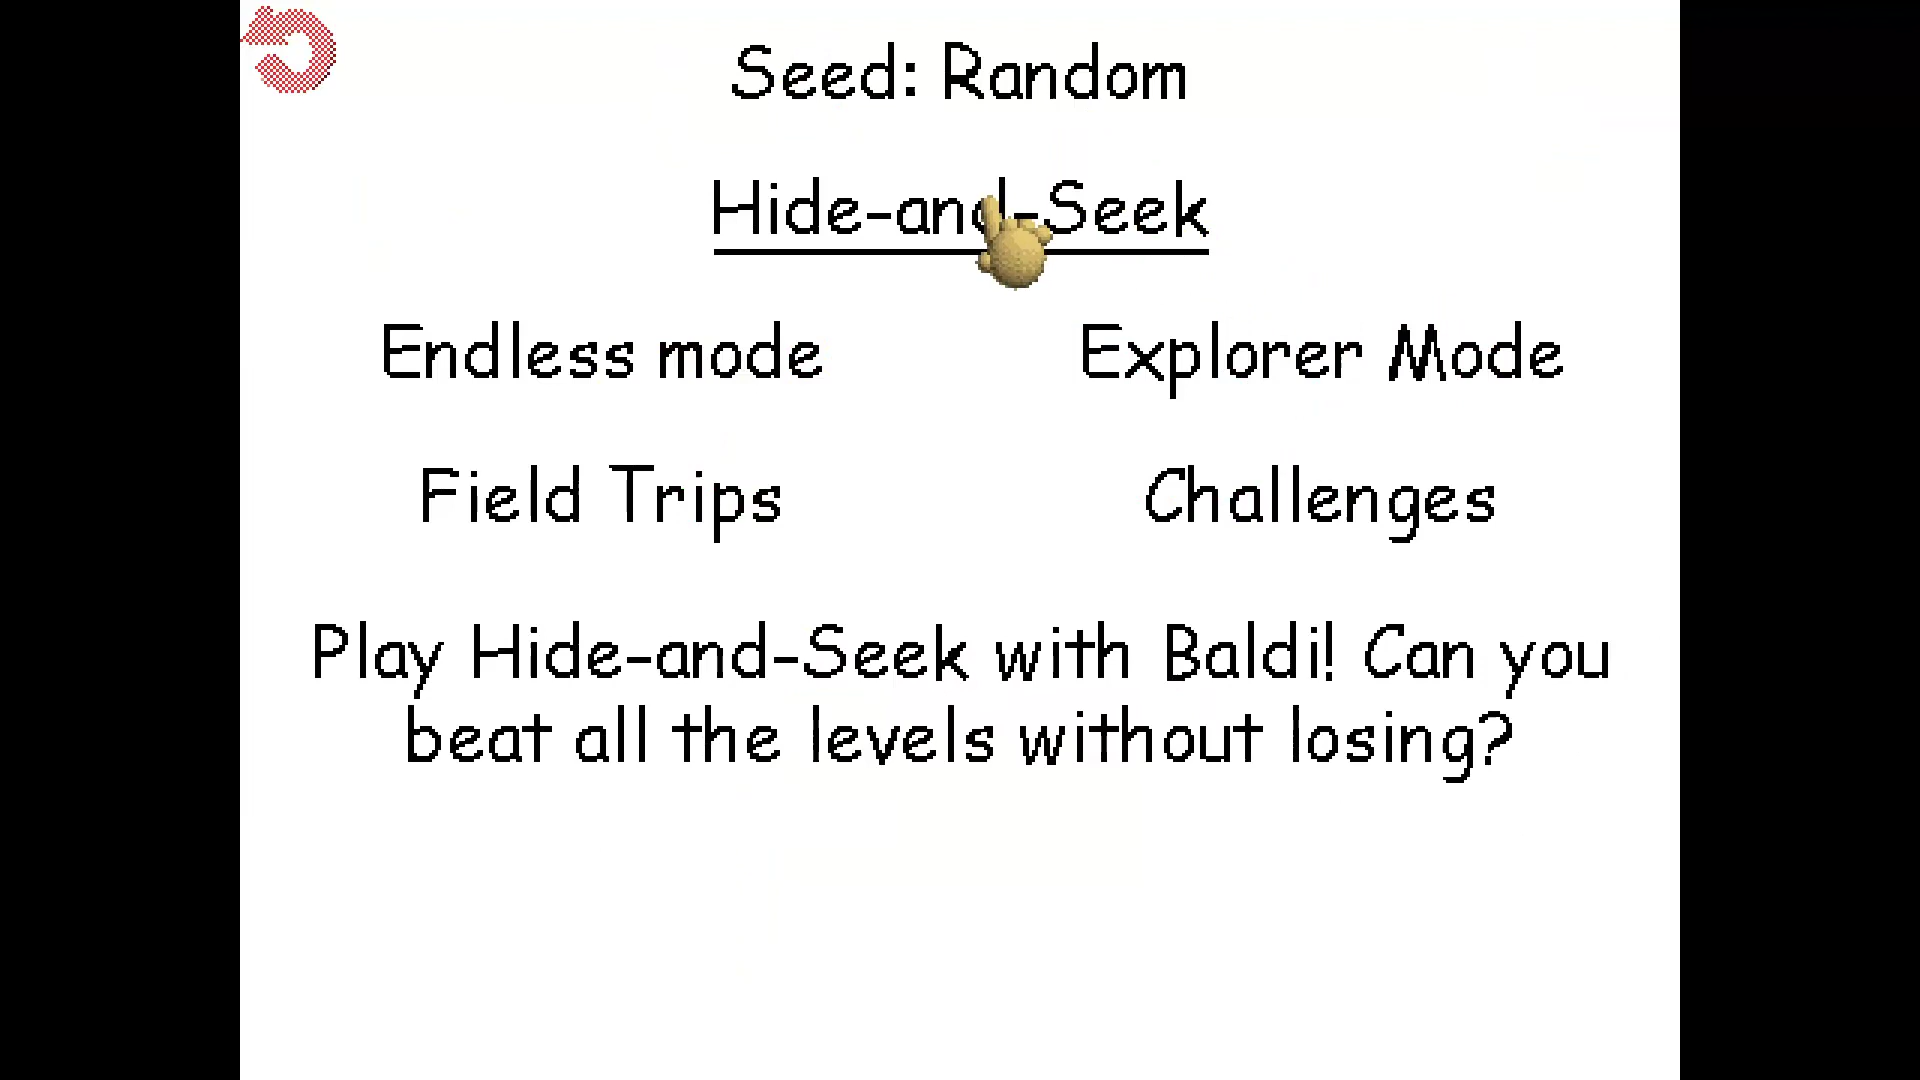 Seed: Random
Hide-and-Seek
Endless mode
Explorer Mode
Field Trips
Challenges
Play Hide-and-Seek with Baldi! Can you
beat all the levels without losing?